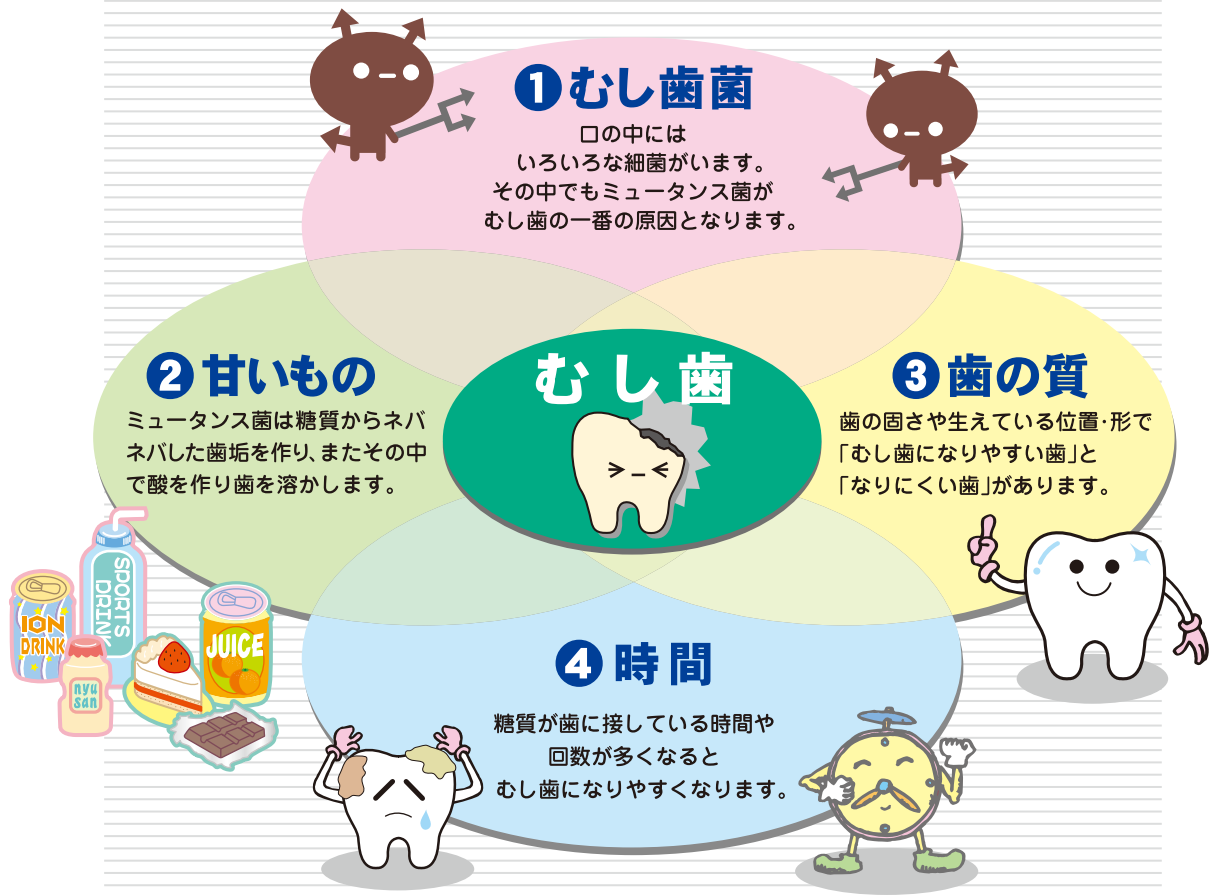 1 むし歯菌
口の中には
いろいろな細菌がいます。
その中でもミュータンス菌が
むし歯の一番の原因となります。
2 甘いもの
ミュータンス菌は糖質からネバ
ネバした歯垢を作り、またその中
で酸を作り歯を溶かします。
むし歯
3 歯の質
歯の固さや生えている位置・形で
「むし歯になりやすい歯」と
「なりにくい歯」があります。
SPORTS
DRINK
ION
DRINK
nyu
san
JUICE
4 時間
糖質が歯に接している時間や
回数が多くなると
むし歯になりやすくなります。